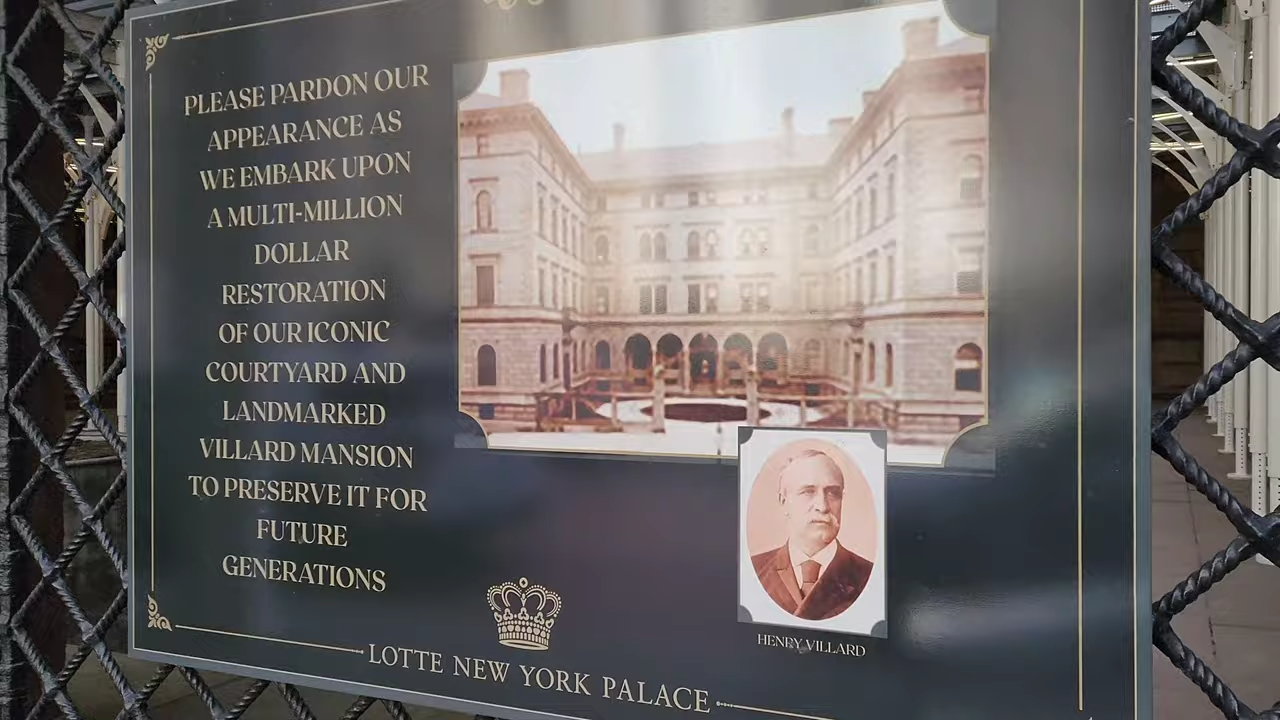 PLEASE PARDON OUR
APPEARANCE AS
WE EMBARK UPON
A MULTI-MILLION
DOLLAR
RESTORATION
OF OUR ICONIC
COURTYARD AND
LANDMARKED
VILLARD MANSION
TO PRESERVE IT FOR
FUTURE
GENERATIONS
HENRY VILLARD
LOTTE NEW YORK PALACE